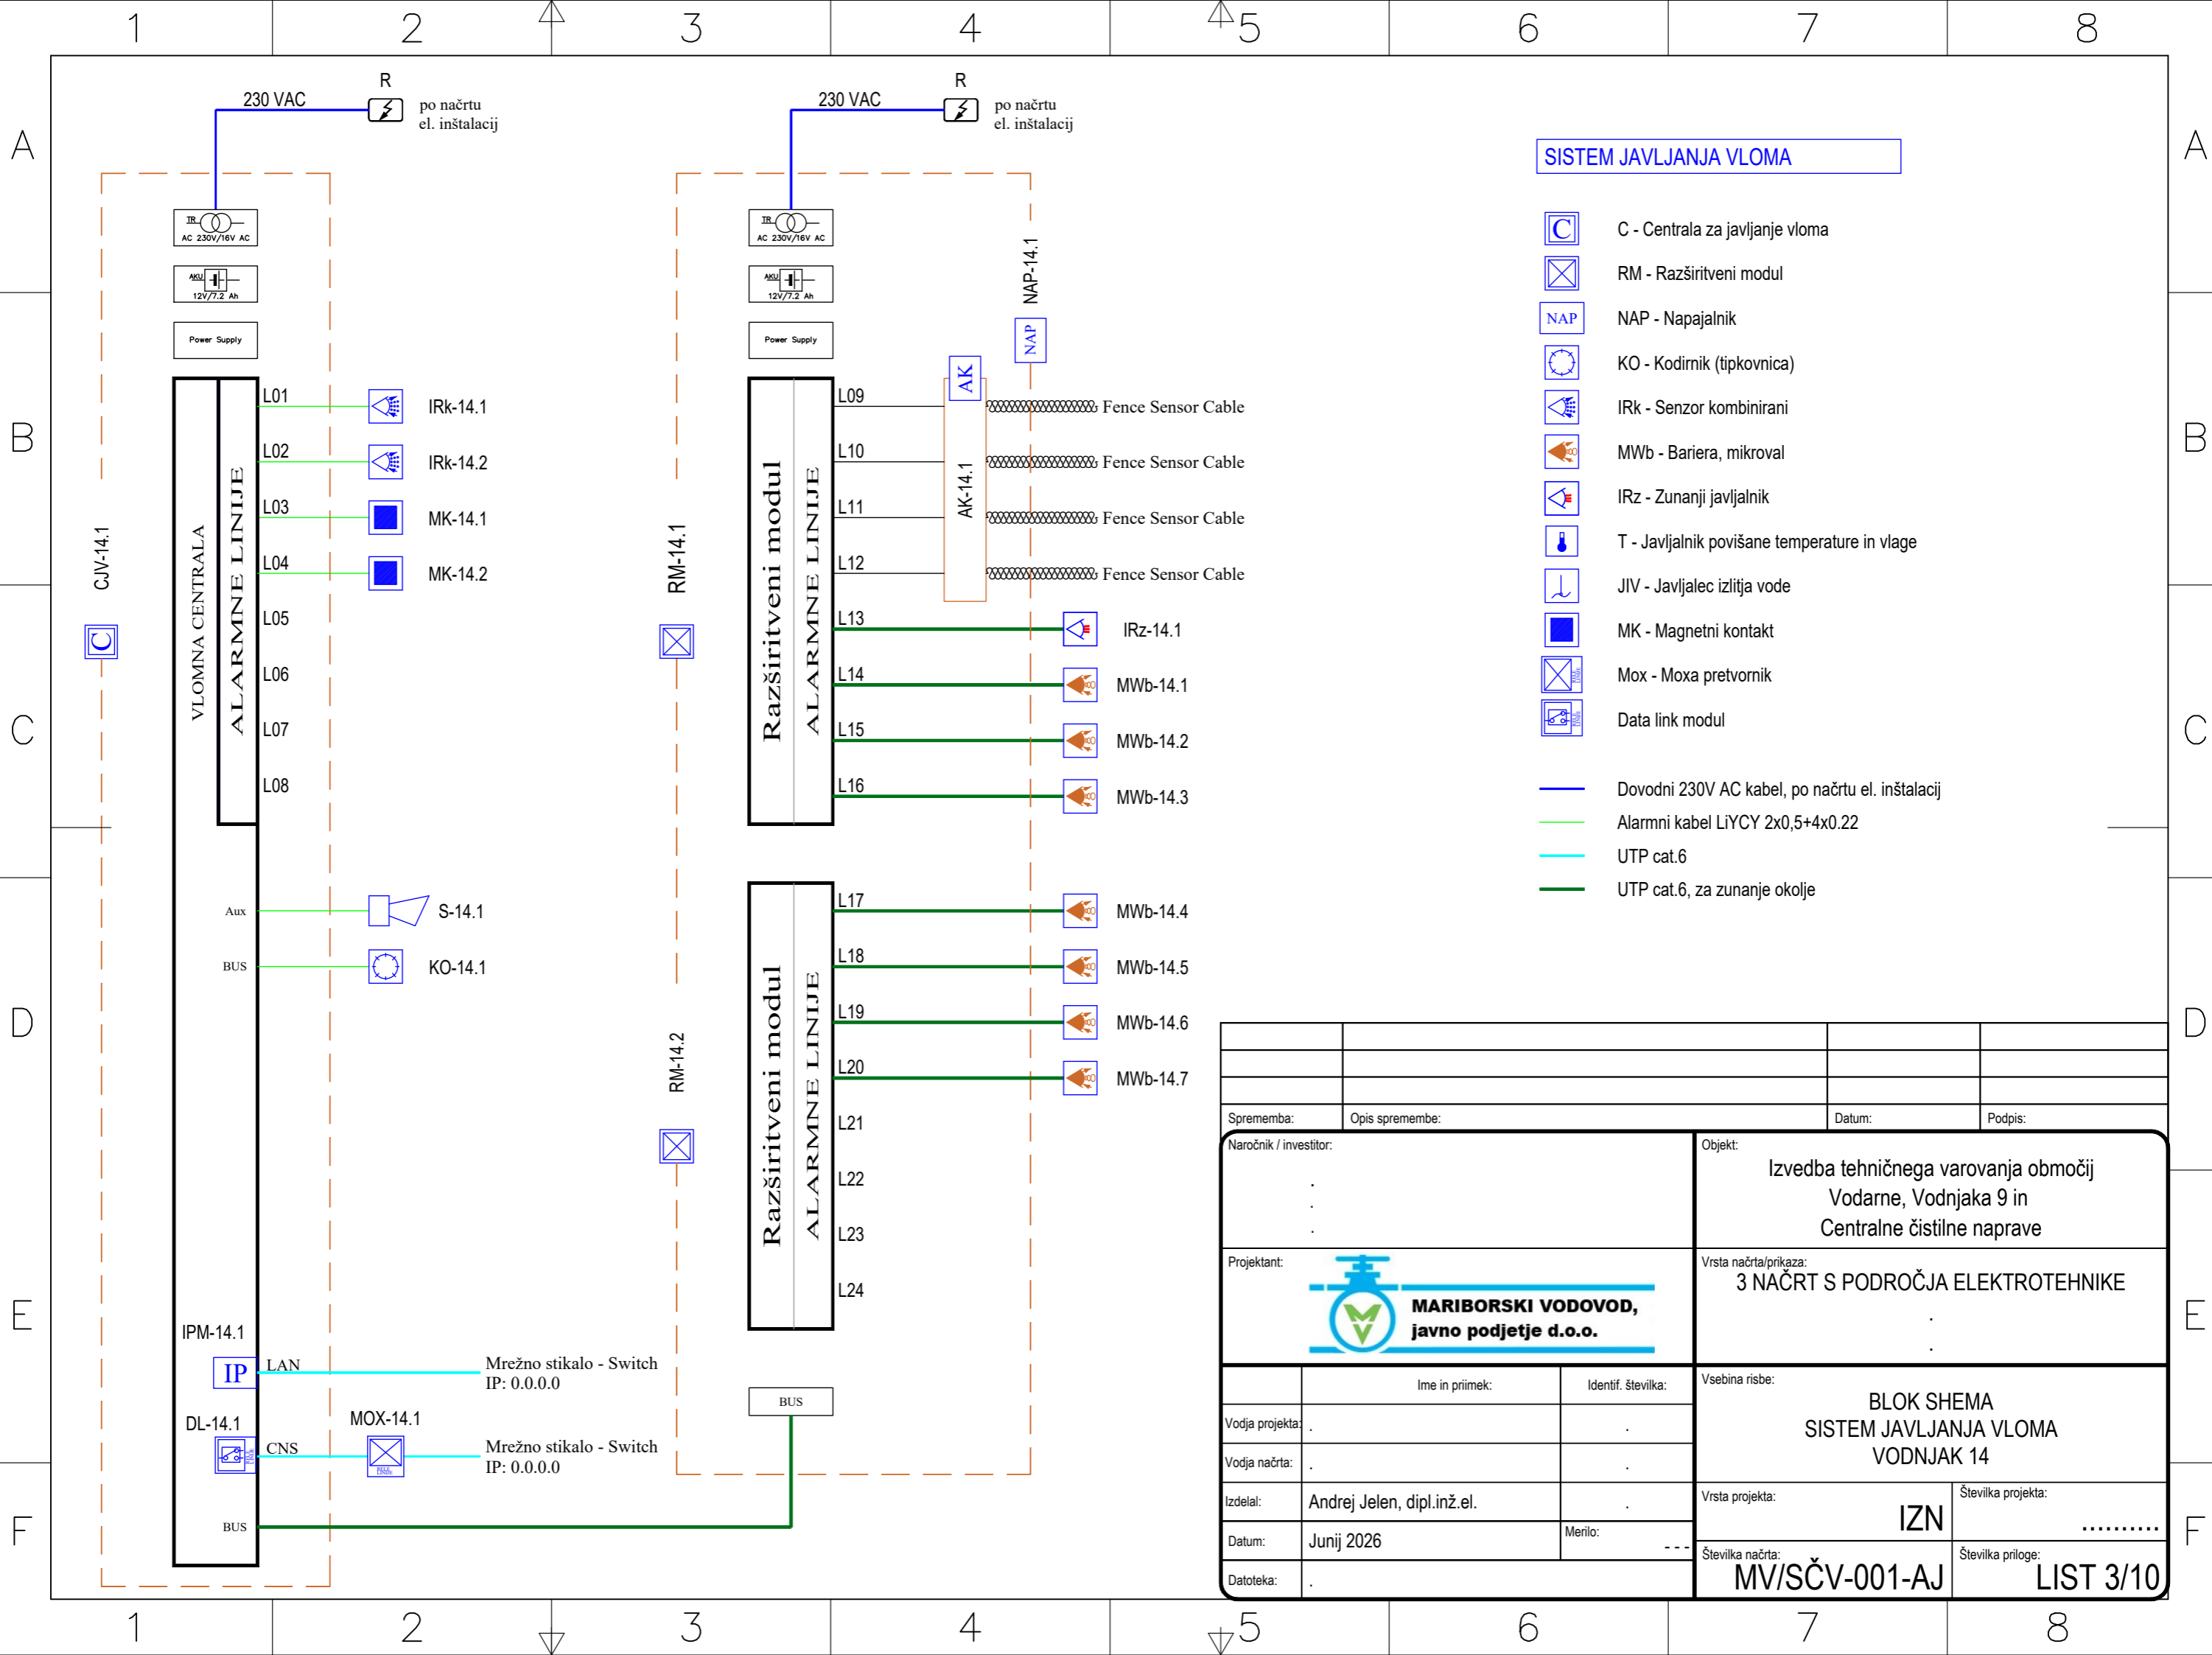 1 2 3 4 5 6 7 8
A
B
C
D
E
F
A
B
C
D
E
F
1 2 3 4 5 6 7 8
230 VAC
R
po načrtu
el. inštalacij
TR
AC 230V/16V AC
AKU
12V/7.2 Ah
Power Supply
CJV-14.1
C
VLOMNA CENTRALA
ALARMNE LINIJE
L01
IRk-14.1
L02
IRk-14.2
L03
MK-14.1
L04
MK-14.2
L05
L06
L07
L08
Aux
S-14.1
BUS
KO-14.1
IPM-14.1
IP
LAN
Mrežno stikalo - Switch
IP: 0.0.0.0
DL-14.1
CNS
MOX-14.1
Mrežno stikalo - Switch
IP: 0.0.0.0
BUS
230 VAC
R
po načrtu
el. inštalacij
TR
AC 230V/16V AC
AKU
12V/7.2 Ah
Power Supply
NAP-14.1
NAP
RM-14.1
Razširitveni modul
ALARMNE LINIJE
AK
AK-14.1
L09
Fence Sensor Cable
L10
Fence Sensor Cable
L11
Fence Sensor Cable
L12
Fence Sensor Cable
L13
IRz-14.1
L14
MWb-14.1
L15
MWb-14.2
L16
MWb-14.3
RM-14.2
Razširitveni modul
ALARMNE LINIJE
L17
MWb-14.4
L18
MWb-14.5
L19
MWb-14.6
L20
MWb-14.7
L21
L22
L23
L24
BUS
SISTEM JAVLJANJA VLOMA
C
C - Centrala za javljanje vloma
RM - Razširitveni modul
NAP
NAP - Napajalnik
KO - Kodirnik (tipkovnica)
IRk - Senzor kombinirani
MWb - Bariera, mikroval
IRz - Zunanji javljalnik
T - Javljalnik povišane temperature in vlage
JIV - Javljalec izlitja vode
MK - Magnetni kontakt
Mox - Moxa pretvornik
Data link modul
Dovodni 230V AC kabel, po načrtu el. inštalacij
Alarmni kabel LiYCY 2x0,5+4x0.22
UTP cat.6
UTP cat.6, za zunanje okolje
Sprememba:
Opis spremembe:
Datum:
Podpis:
Naročnik / investitor:
.
.
.
Objekt:
Izvedba tehničnega varovanja območij
Vodarne, Vodnjaka 9 in
Centralne čistilne naprave
Projektant:
MARIBORSKI VODOVOD,
javno podjetje d.o.o.
Vrsta načrta/prikaza:
3 NAČRT S PODROČJA ELEKTROTEHNIKE
.
.
Ime in priimek:
Identif. številka:
Vodja projekta:
.
.
Vodja načrta:
.
.
Izdelal:
Andrej Jelen, dipl.inž.el.
.
Datum:
Junij 2026
Merilo:
---
Datoteka:
.
Vsebina risbe:
BLOK SHEMA
SISTEM JAVLJANJA VLOMA
VODNJAK 14
Vrsta projekta:
IZN
Številka projekta:
..........
Številka načrta:
MV/SČV-001-AJ
Številka priloge:
LIST 3/10